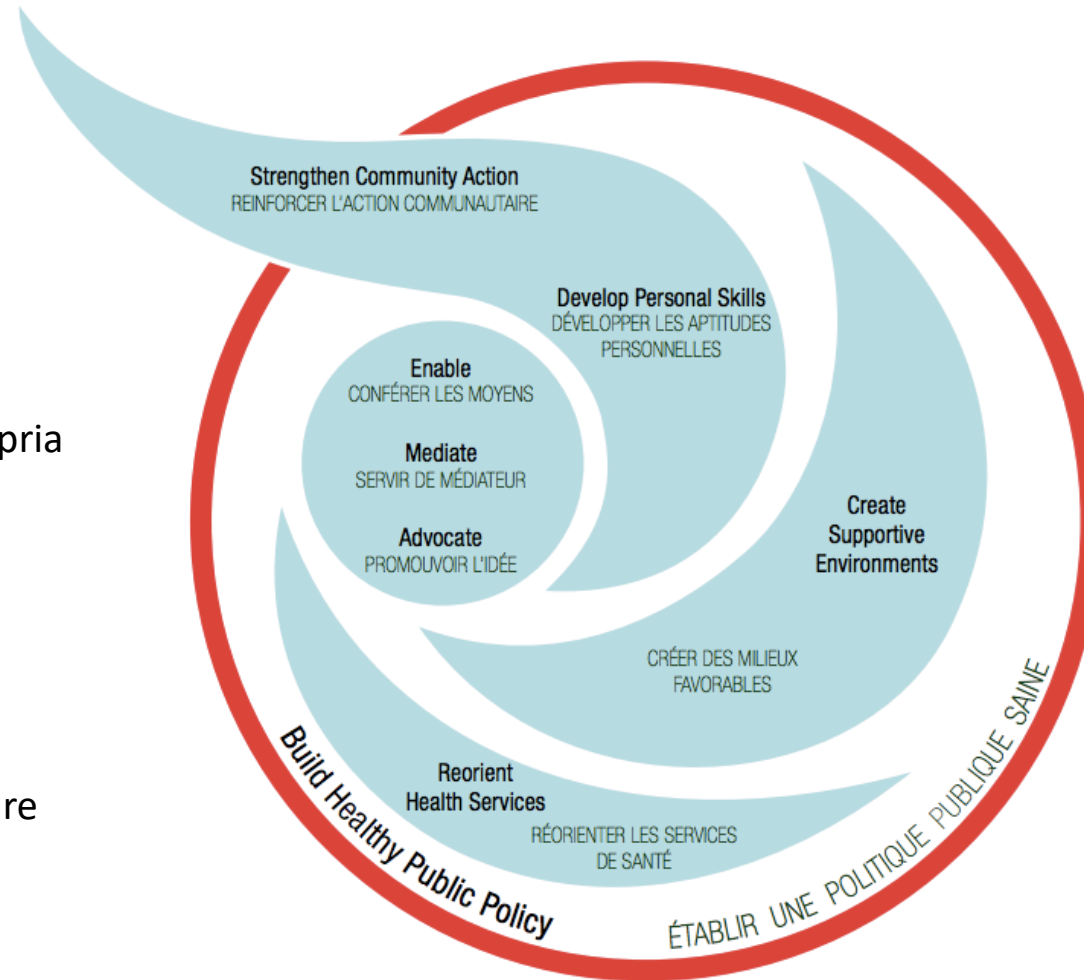 Strengthen Community Action
REINFORCER L'ACTION COMMUNAUTAIRE
Develop Personal Skills
DÉVELOPPER LES APTITUDES
PERSONNELLES
Enable
CONFÉRER LES MOYENS
Mediate
SERVIR DE MÉDIATEUR
Advocate
PROMOUVOIR L'IDÉE
pria
Create
Supportive
Environments
CRÉER DES MILIEUX
FAVORABLES
Reorient
Health Services
RÉORIENTER LES SERVICES
DE SANTÉ
re
Build Healthy Public Policy
ÉTABLIR UNE POLITIQUE PUBLIQUE SAINE